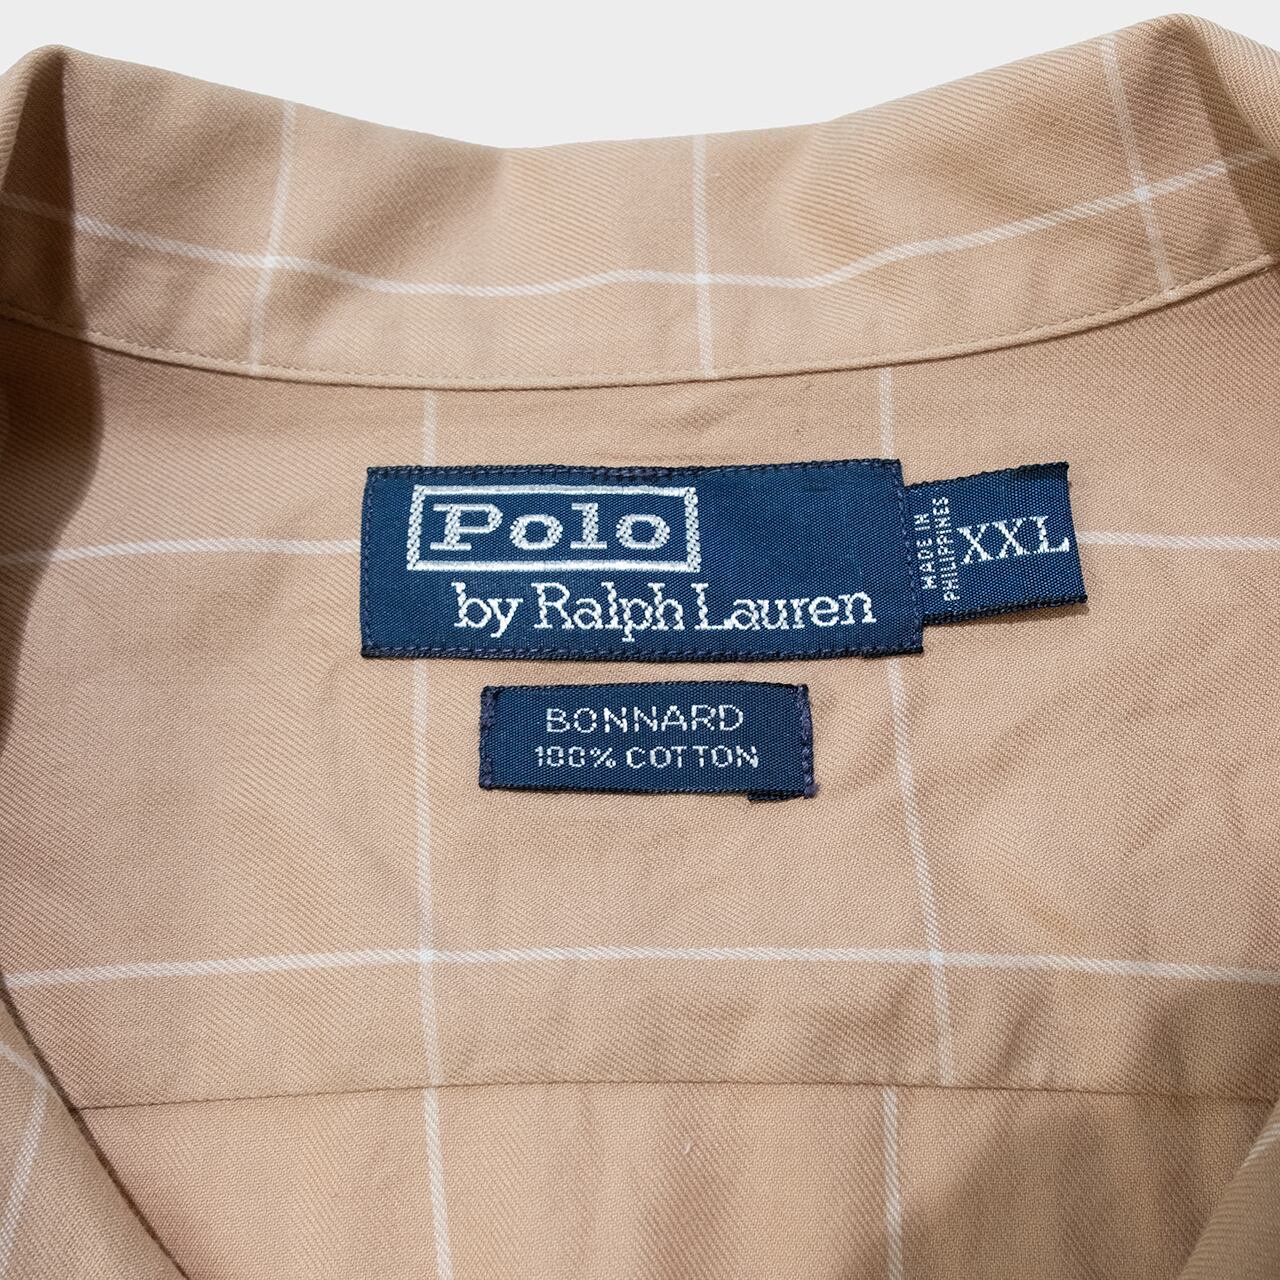 Polo
by Ralph Lauren
MADE IN
PHILIPPINES
XXL
BONNARD
100% COTTON